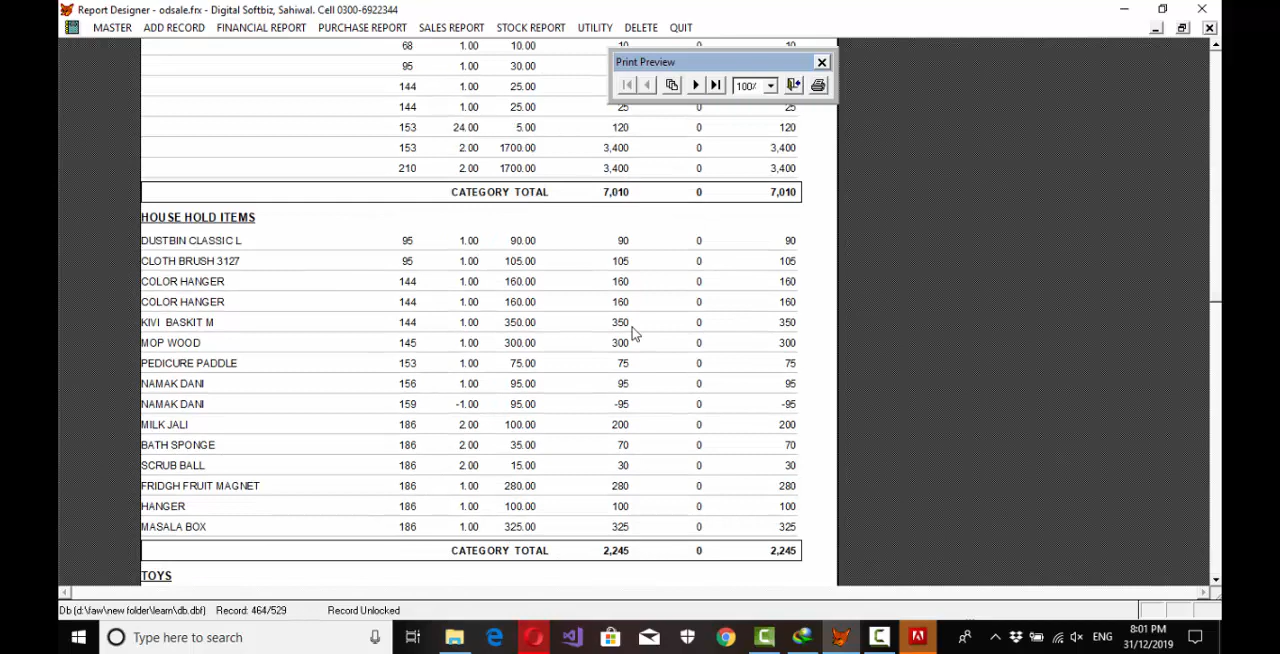 Report Designer - odsale.frx - Digital Softbiz, Sahiwal. Cell 0300-6922344
MASTER ADD RECORD FINANCIAL REPORT PURCHASE REPORT SALES REPORT STOCK REPORT UTILITY DELETE QUIT
Print Preview
100%
68 1.00 10.00 10 0 10
95 1.00 30.00
144 1.00 25.00
144 1.00 25.00 25 0 25
153 24.00 5.00 120 0 120
153 2.00 1700.00 3,400 0 3,400
210 2.00 1700.00 3,400 0 3,400
CATEGORY TOTAL 7,010 0 7,010
HOUSE HOLD ITEMS
DUSTBIN CLASSIC L 95 1.00 90.00 90 0 90
CLOTH BRUSH 3127 95 1.00 105.00 105 0 105
COLOR HANGER 144 1.00 160.00 160 0 160
COLOR HANGER 144 1.00 160.00 160 0 160
KIVI BASKIT M 144 1.00 350.00 350 0 350
MOP WOOD 145 1.00 300.00 300 0 300
PEDICURE PADDLE 153 1.00 75.00 75 0 75
NAMAK DANI 156 1.00 95.00 95 0 95
NAMAK DANI 159 -1.00 95.00 -95 0 -95
MILK JALI 186 2.00 100.00 200 0 200
BATH SPONGE 186 2.00 35.00 70 0 70
SCRUB BALL 186 2.00 15.00 30 0 30
FRIDGH FRUIT MAGNET 186 1.00 280.00 280 0 280
HANGER 186 1.00 100.00 100 0 100
MASALA BOX 186 1.00 325.00 325 0 325
CATEGORY TOTAL 2,245 0 2,245
TOYS
Db (d:\faw\new folder\learn\db.dbf) Record: 464/529 Record Unlocked
Type here to search
ENG
8:01 PM
31/12/2019